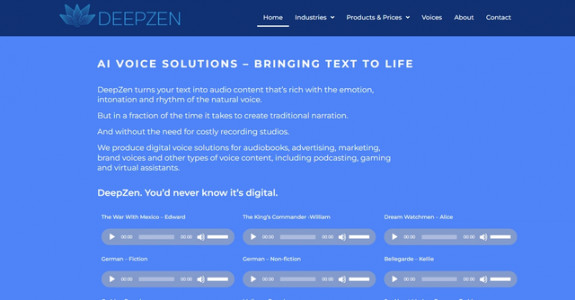 DEEPZEN
Home Industries Products & Prices Voices About Contact
AI VOICE SOLUTIONS – BRINGING TEXT TO LIFE
DeepZen turns your text into audio content that's rich with the emotion,
intonation and rhythm of the natural voice.
But in a fraction of the time it takes to create traditional narration.
And without the need for costly recording studios.
We produce digital voice solutions for audiobooks, advertising, marketing,
brand voices and other types of voice content, including podcasting, gaming
and virtual assistants.
DeepZen. You'd never know it's digital.
The War With Mexico - Edward The King's Commander -William Dream Watchmen - Alice
00:00 00:00 00:00 00:00 00:00 00:00
German - Fiction German - Non-fiction Bellegarde - Kellie
00:00 00:00 00:00 00:00 00:00 00:00